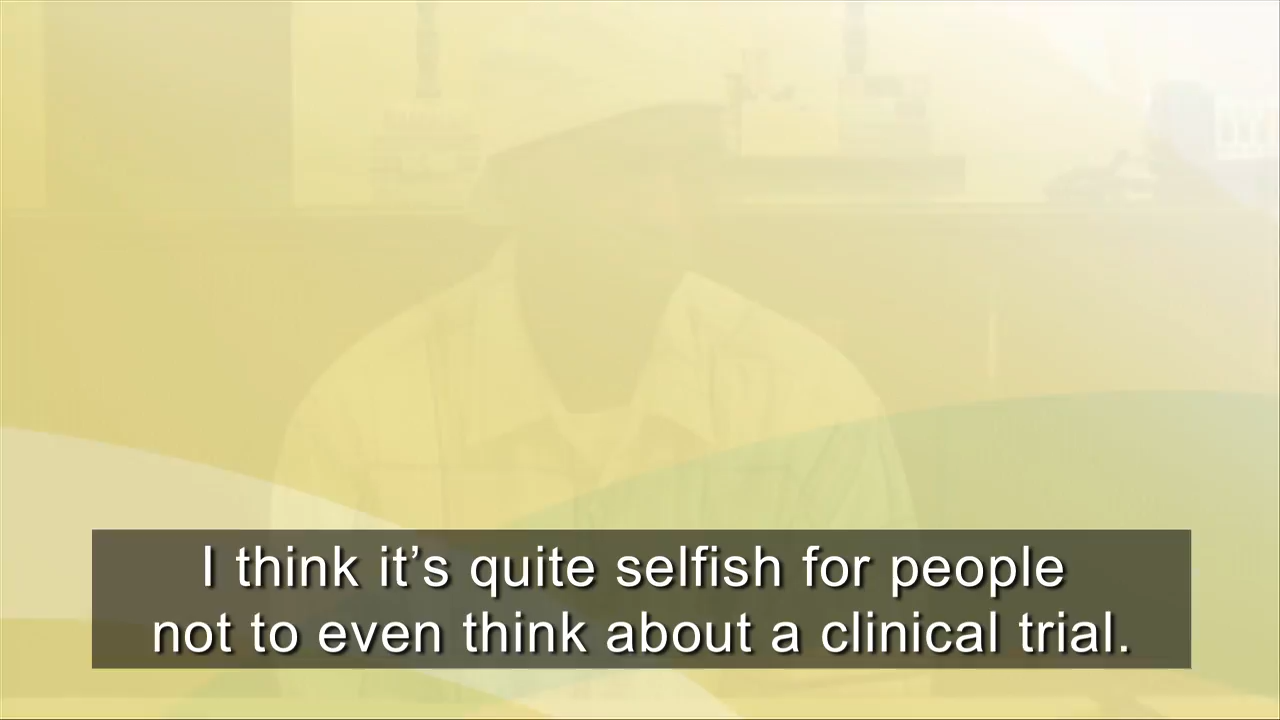 I think it’s quite selfish for people
not to even think about a clinical trial.